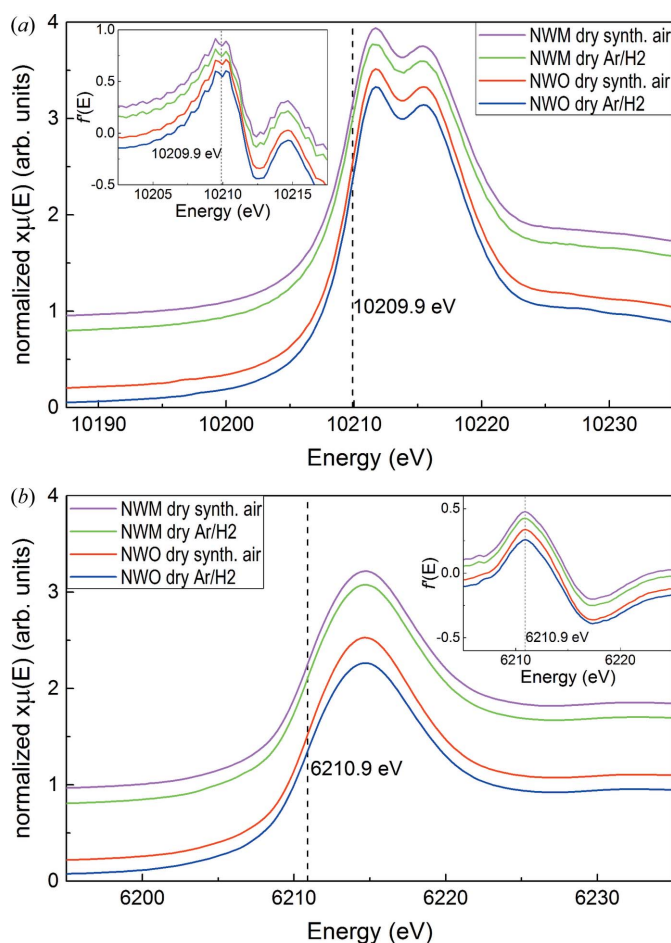 (a)
4
3
2
1
0
normalized xμ(E) (arb. units)
1.0
0.5
0.0
-0.5
f'(E)
10209.9 eV
10205 10210 10215
Energy (eV)
NWM dry synth. air
NWM dry Ar/H2
NWO dry synth. air
NWO dry Ar/H2
10209.9 eV
10190 10200 10210 10220 10230
Energy (eV)
(b)
4
3
2
1
0
normalized xμ(E) (arb. units)
NWM dry synth. air
NWM dry Ar/H2
NWO dry synth. air
NWO dry Ar/H2
0.5
0.0
-0.5
f'(E)
6210.9 eV
6210 6220
Energy (eV)
6210.9 eV
6200 6210 6220 6230
Energy (eV)